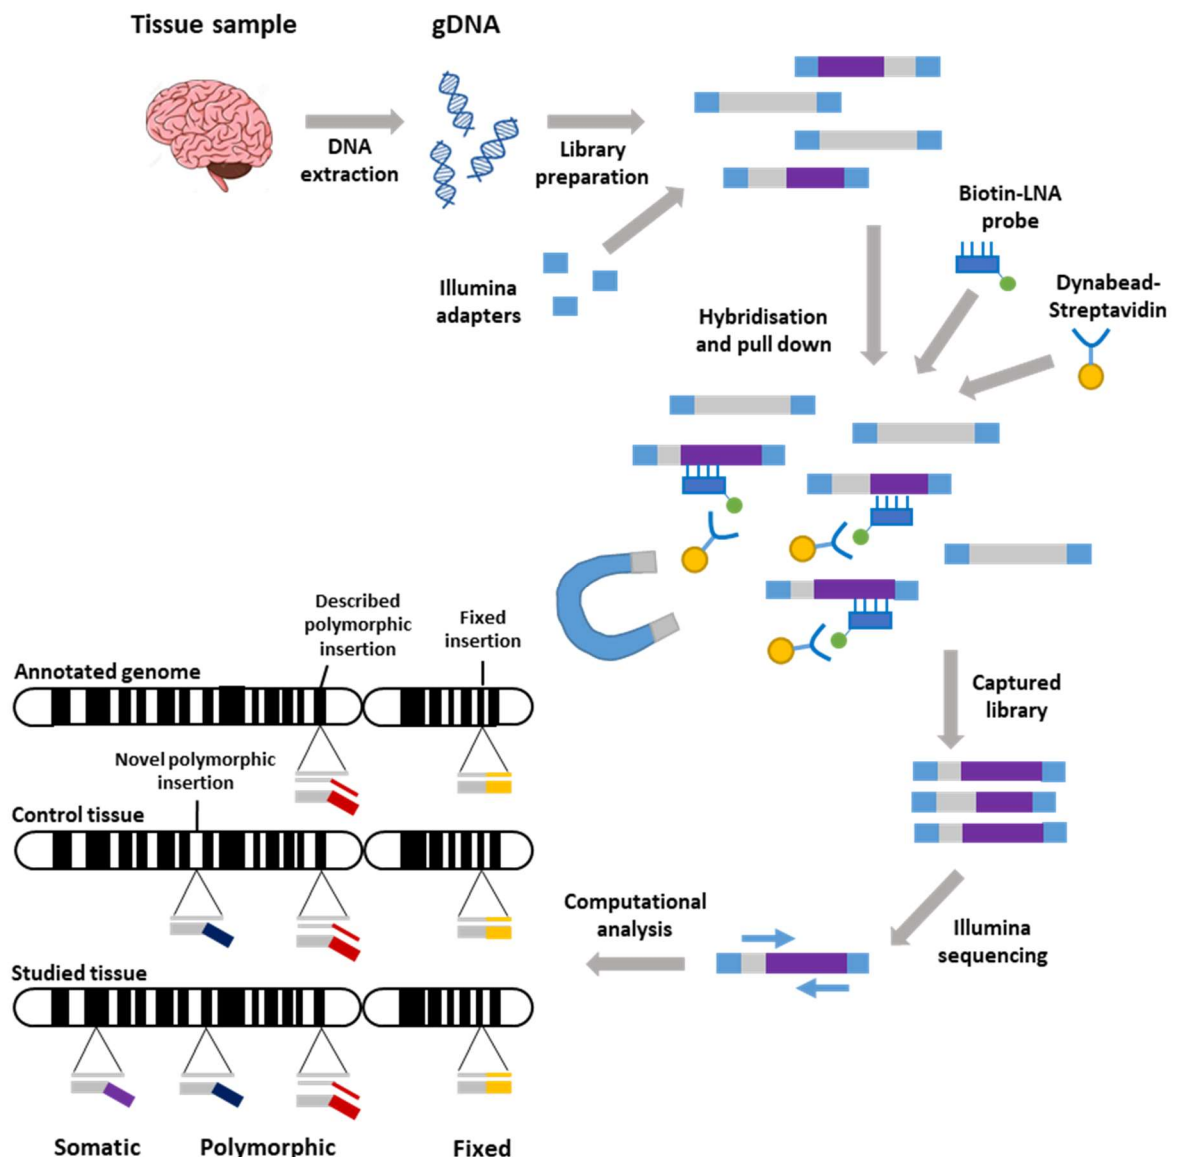 Tissue sample
gDNA
DNA
extraction
Library
preparation
Illumina
adapters
Biotin-LNA
probe
Dynabead-
Streptavidin
Hybridisation
and pull down
Captured
library
Illumina
sequencing
Computational
analysis
Described
polymorphic
insertion
Fixed
insertion
Annotated genome
Novel polymorphic
insertion
Control tissue
Studied tissue
Somatic
Polymorphic
Fixed